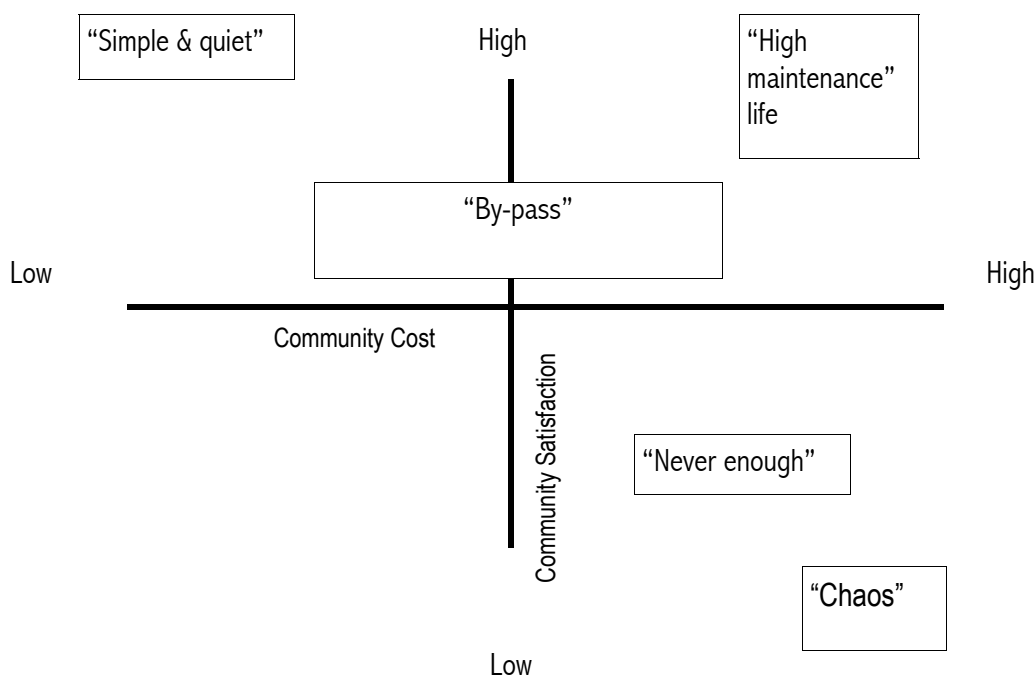 “Simple & quiet”
High
“High
maintenance”
life
“By-pass”
Low
High
Community Cost
Community Satisfaction
“Never enough”
“Chaos”
Low